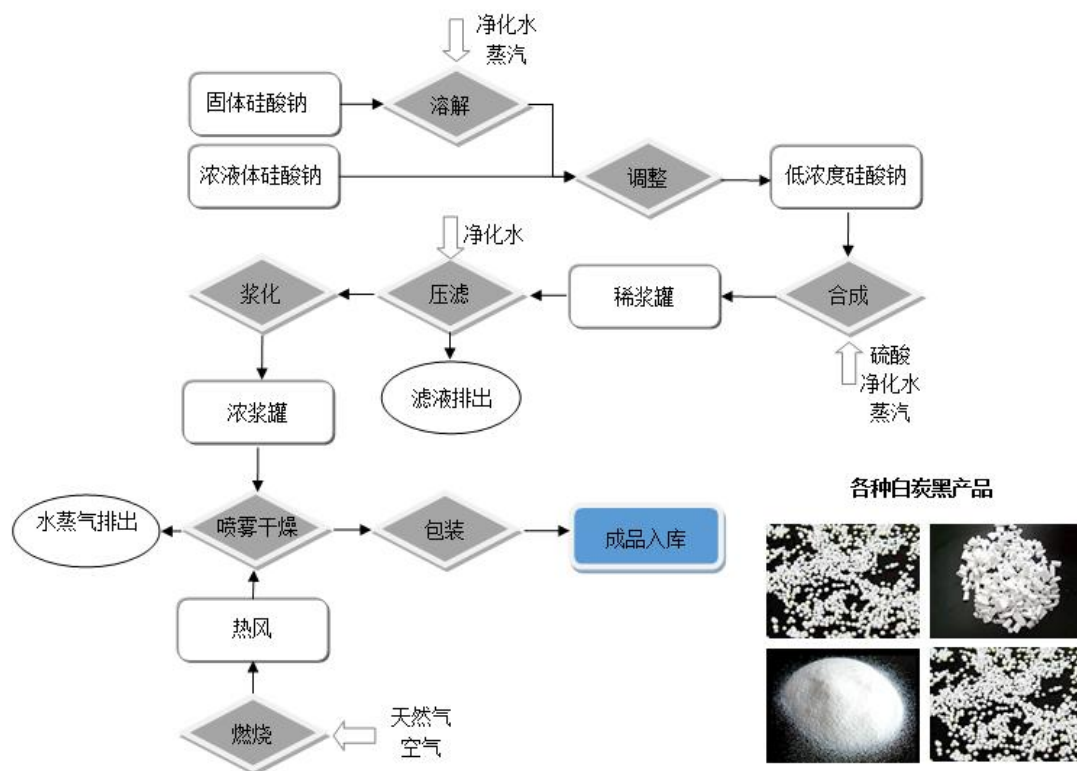 净化水
蒸汽
固体硅酸钠
溶解
浓液体硅酸钠
调整
低浓度硅酸钠
净化水
浆化
压滤
稀浆罐
合成
硫酸
净化水
蒸汽
滤液排出
浓浆罐
各种白炭黑产品
水蒸气排出
喷雾干燥
包装
成品入库
热风
燃烧
天然气
空气